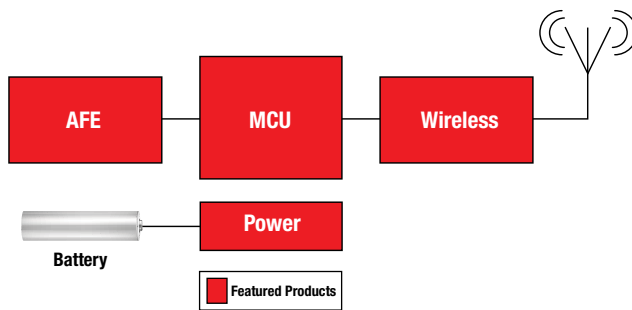 AFE
MCU
Wireless
Power
Battery
Featured Products